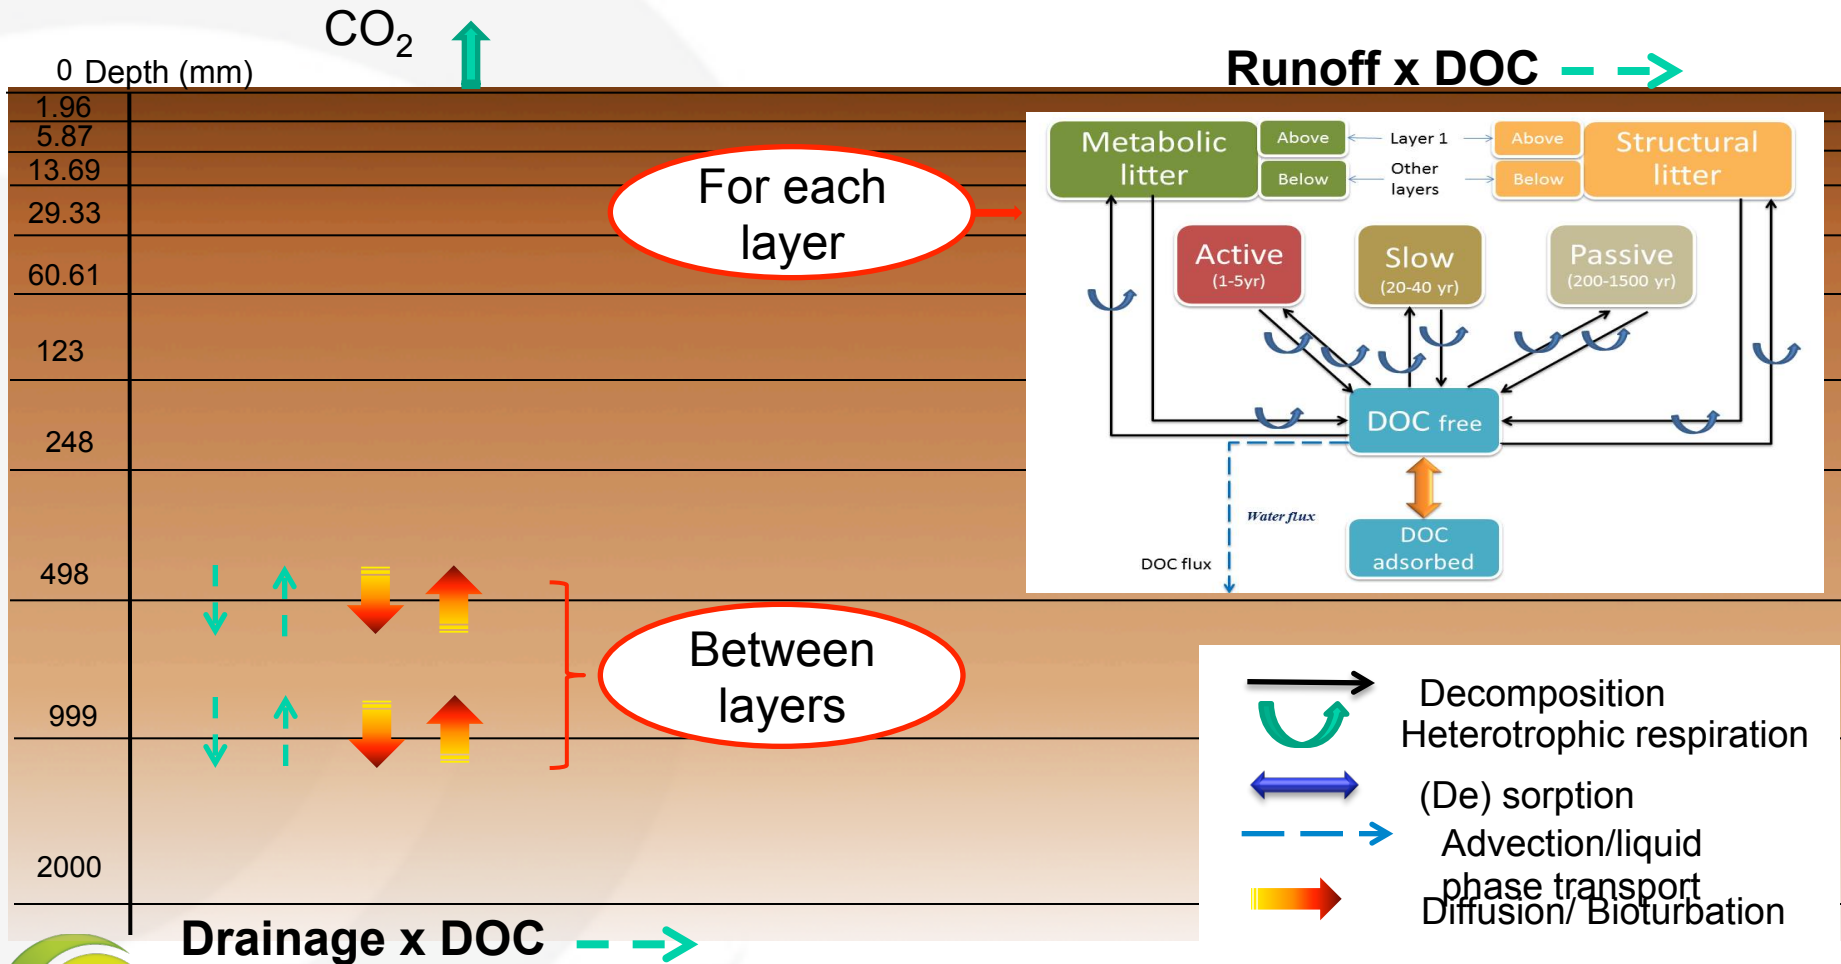 CO2
0 Depth (mm)
Runoff x DOC
1.96
5.87
13.69
29.33
60.61
123
248
498
999
2000
For each
layer
Metabolic
litter
Above
Below
Layer 1
Other
layers
Above
Below
Structural
litter
Active
(1-5yr)
Slow
(20-40 yr)
Passive
(200-1500 yr)
DOC free
Water flux
DOC flux
DOC
adsorbed
Between
layers
Decomposition
Heterotrophic respiration
(De) sorption
Advection/liquid
phase transport
Diffusion/ Bioturbation
Drainage x DOC